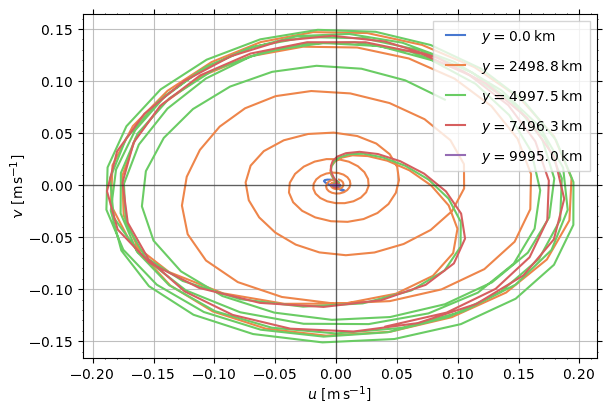 0.15
0.10
0.05
0.00
−0.05
−0.10
−0.15
v [m s⁻¹]
y = 0.0 km
y = 2498.8 km
y = 4997.5 km
y = 7496.3 km
y = 9995.0 km
−0.20 −0.15 −0.10 −0.05 0.00 0.05 0.10 0.15 0.20
u [m s⁻¹]